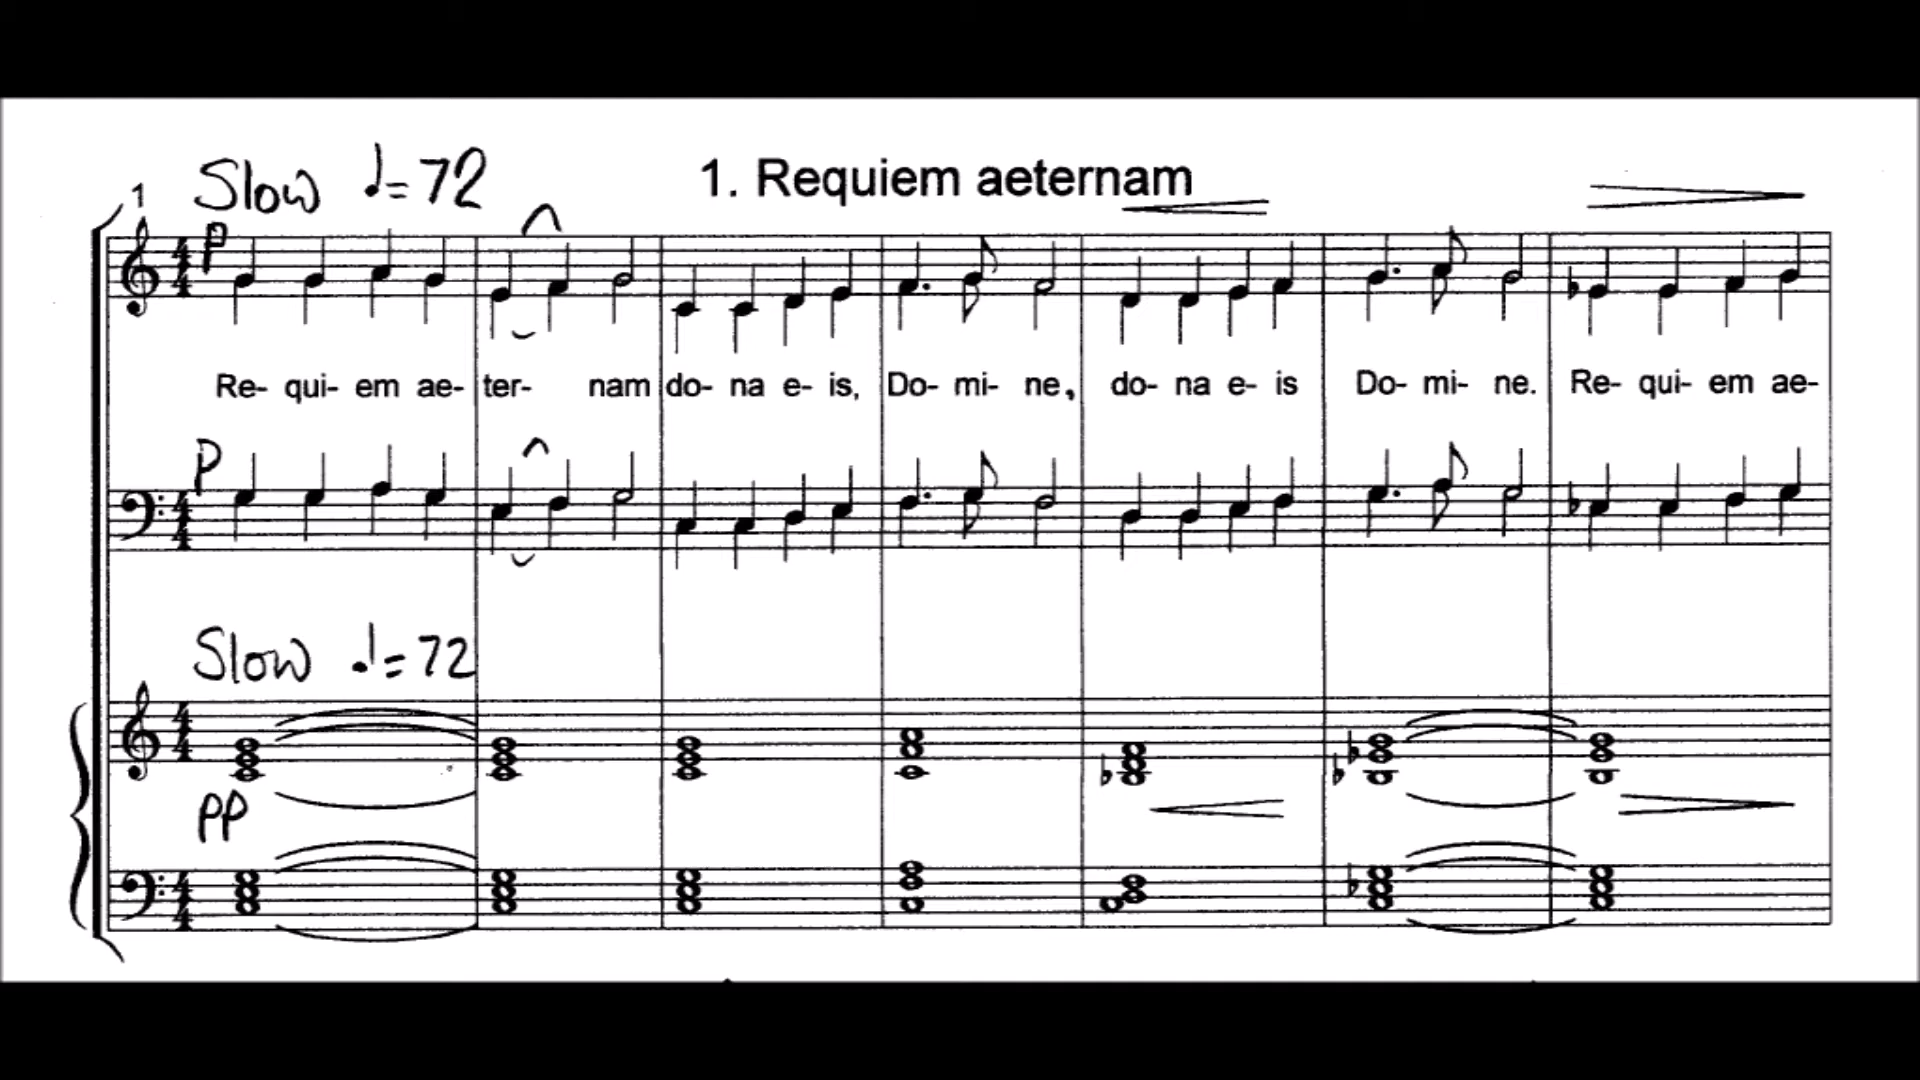 1 Slow ♩=72 1. Requiem aeternam
p
Re- qui- em ae- ter- nam do- na e- is, Do- mi- ne, do- na e- is Do- mi- ne. Re- qui- em ae-
p
Slow ♩=72
pp